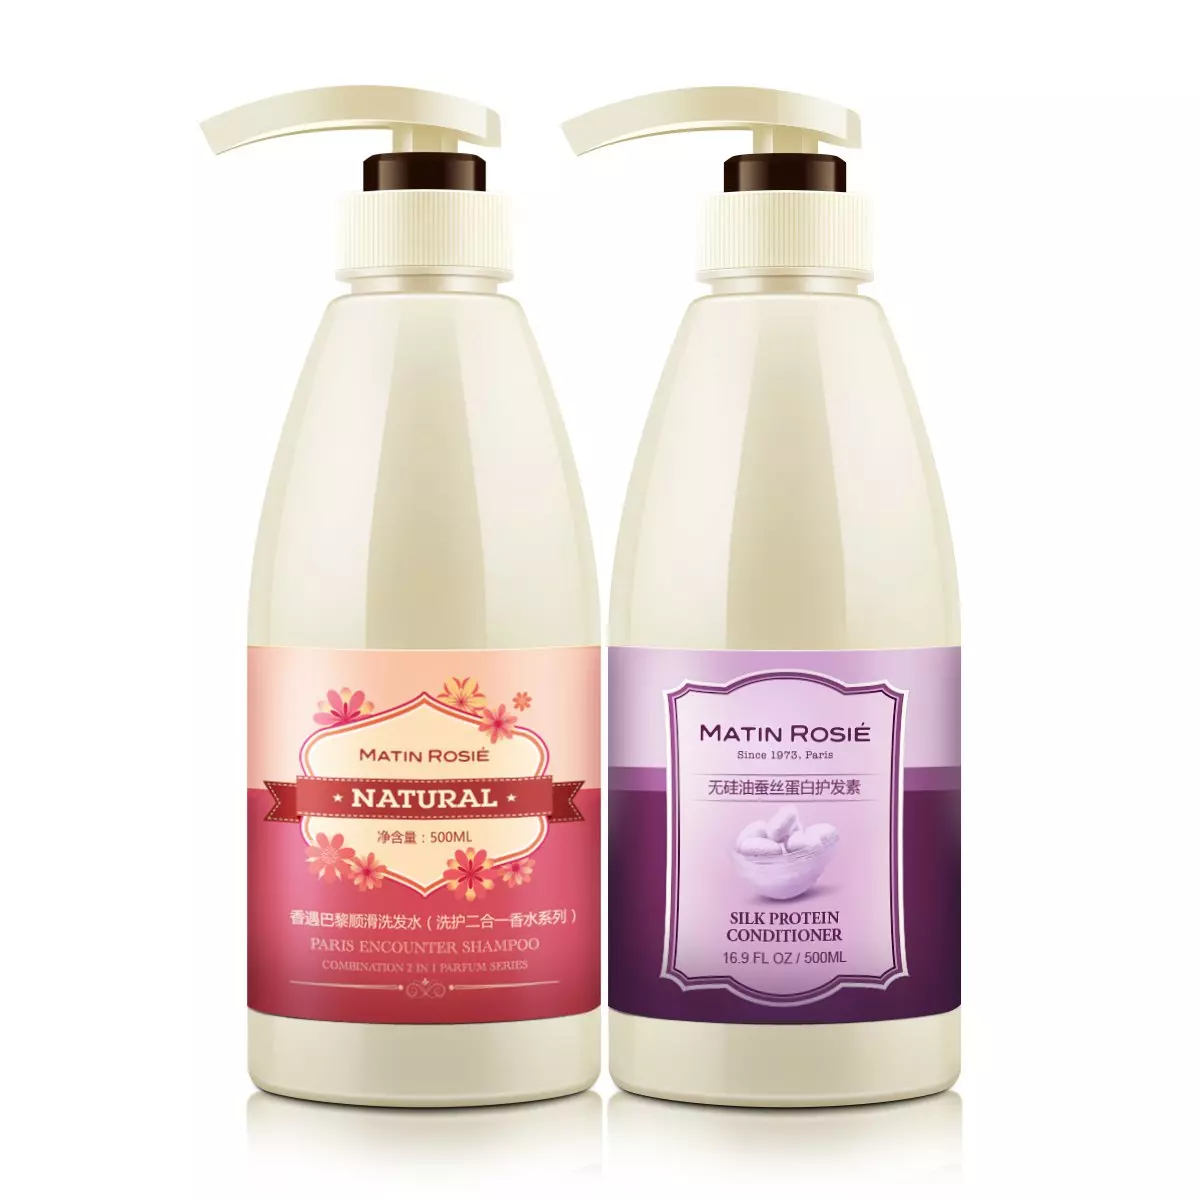 MATIN ROSIÉ
NATURAL
净含量：500ML
香遇巴黎顺滑洗发水（洗护二合一香水系列）
PARIS ENCOUNTER SHAMPOO
COMBINATION 2 IN 1 PARFUM SERIES
MATIN ROSIÉ
Since 1973, Paris
无硅油蚕丝蛋白护发素
SILK PROTEIN
CONDITIONER
16.9 FL OZ / 500ML